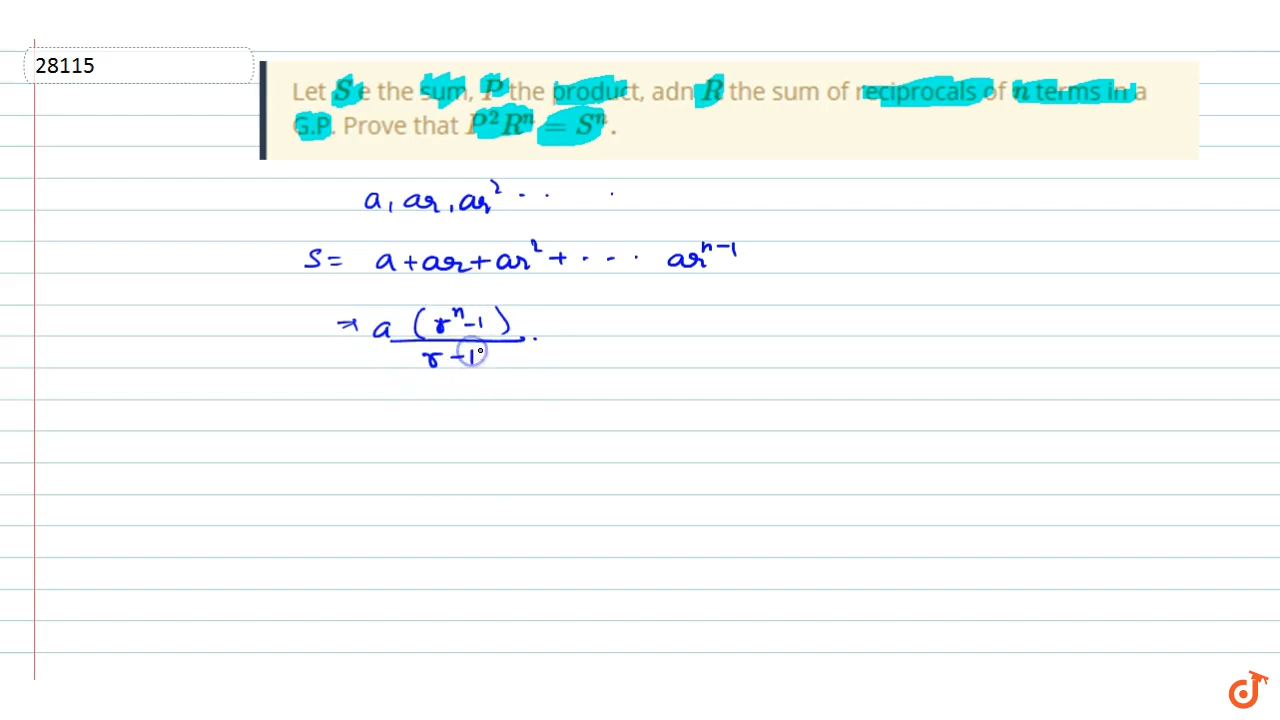 28115
Let S e the sum, P the product, adn R the sum of reciprocals of n terms in a
G.P. Prove that P²Rⁿ = Sⁿ.
a, ar, ar² . . .
S = a + ar + ar² + . . . arⁿ⁻¹
⇒ a (rⁿ - 1)
r - 1